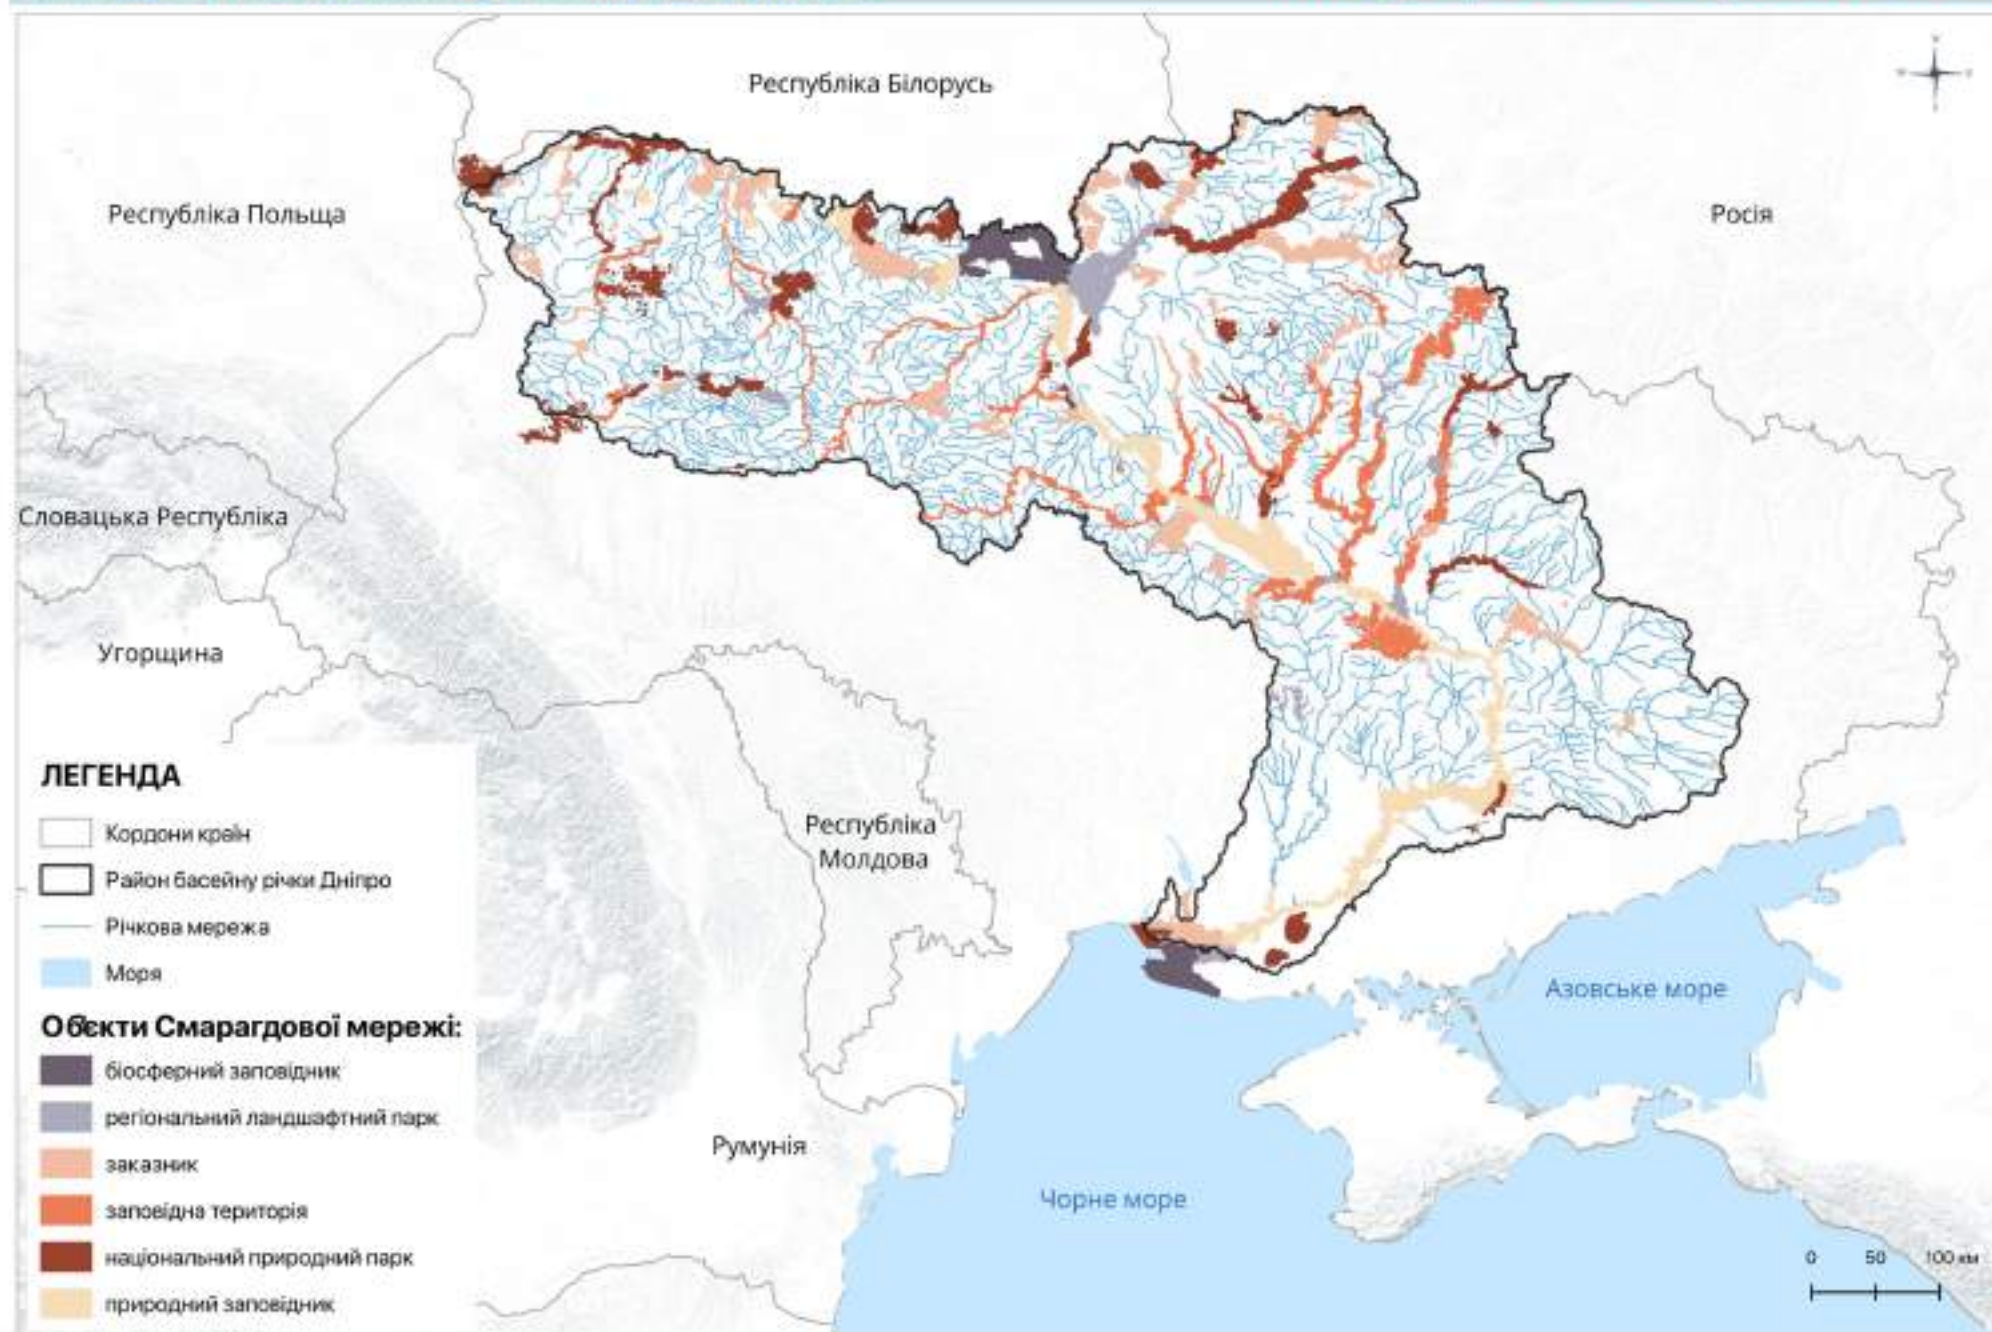 Республіка Білорусь
Республіка Польща
Росія
Словацька Республіка
Угорщина
Республіка
Молдова
Румунія
Азовське море
Чорне море
ЛЕГЕНДА
Кордони країн
Район басейну річки Дніпро
Річкова мережа
Моря
Об'єкти Смарагдової мережі:
біосферний заповідник
регіональний ландшафтний парк
заказник
заповідна територія
національний природний парк
природний заповідник
0 50 100 км